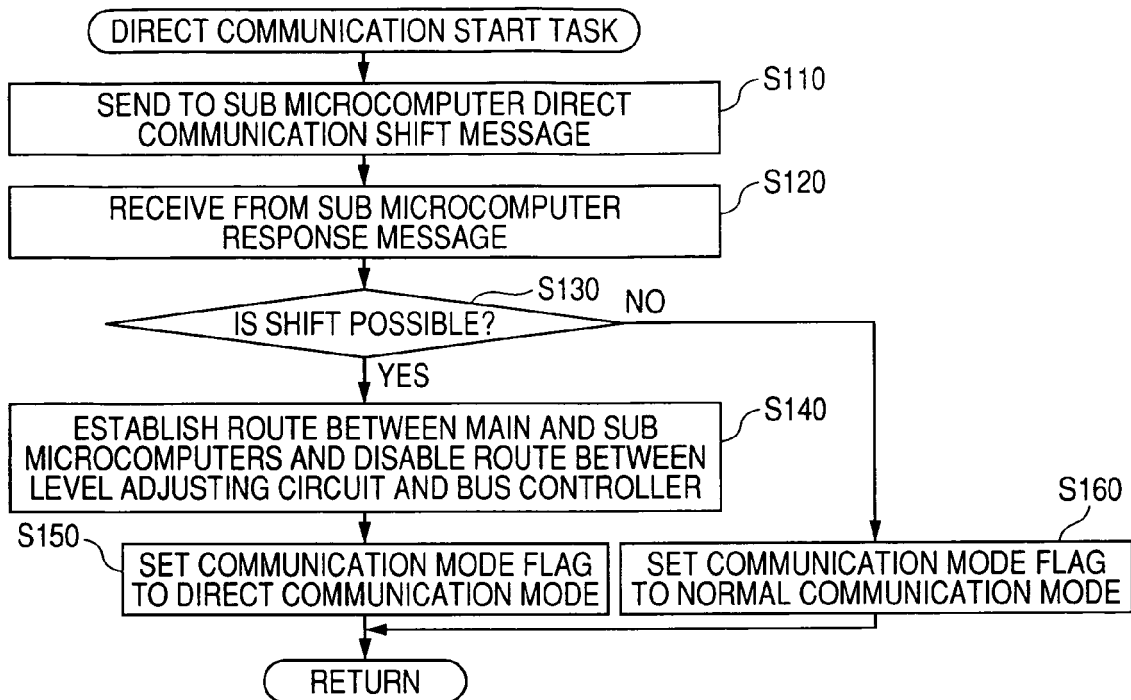 DIRECT COMMUNICATION START TASK
S110
SEND TO SUB MICROCOMPUTER DIRECT
COMMUNICATION SHIFT MESSAGE
S120
RECEIVE FROM SUB MICROCOMPUTER
RESPONSE MESSAGE
S130
IS SHIFT POSSIBLE?
NO
YES
S140
ESTABLISH ROUTE BETWEEN MAIN AND SUB
MICROCOMPUTERS AND DISABLE ROUTE BETWEEN
LEVEL ADJUSTING CIRCUIT AND BUS CONTROLLER
S150
SET COMMUNICATION MODE FLAG
TO DIRECT COMMUNICATION MODE
S160
SET COMMUNICATION MODE FLAG
TO NORMAL COMMUNICATION MODE
RETURN